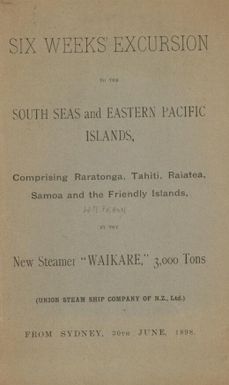 SIX WEEKS' EXCURSION
TO THE
SOUTH SEAS and EASTERN PACIFIC
ISLANDS,
Comprising Raratonga, Tahiti, Raiatea,
Samoa and the Friendly Islands,
BY THE
New Steamer "WAIKARE," 3,000 Tons
(UNION STEAM SHIP COMPANY OF N.Z., Ltd.)
FROM SYDNEY, 30TH JUNE, 1898.